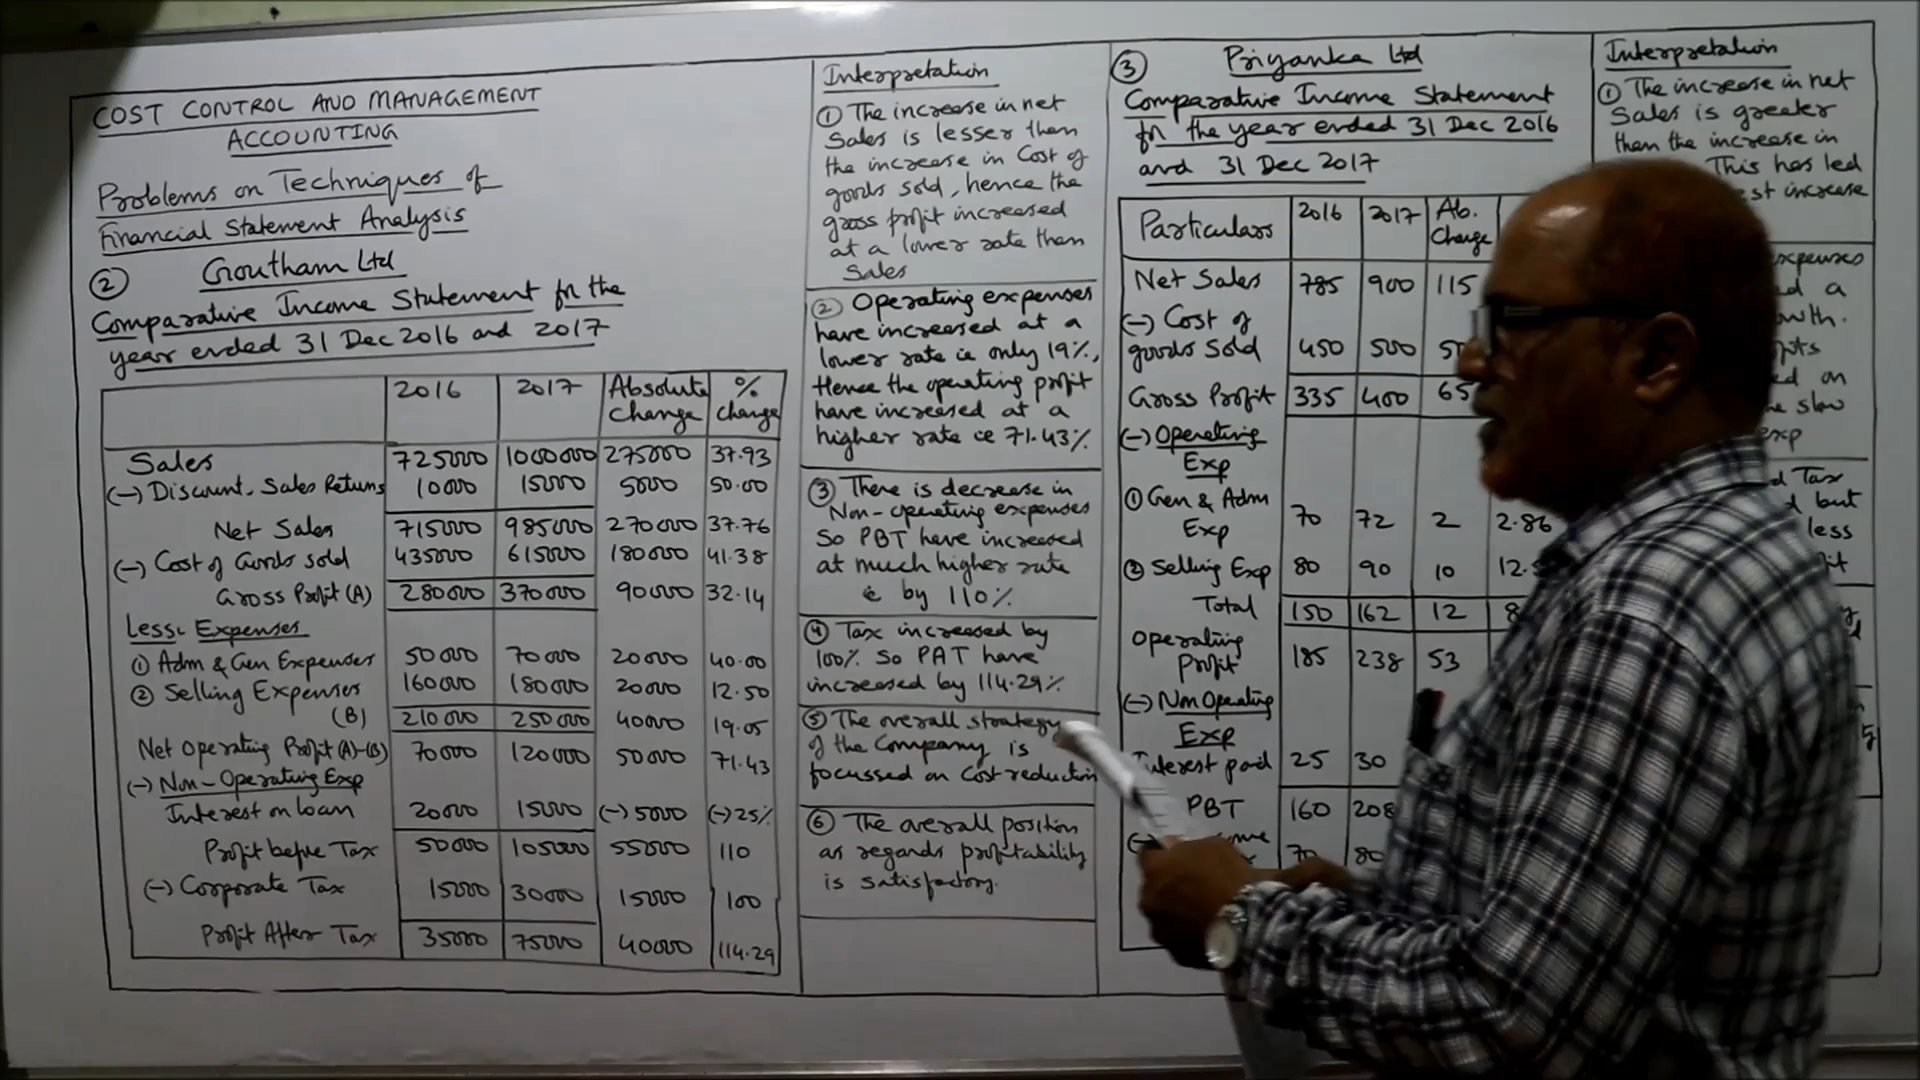 COST CONTROL AND MANAGEMENT
ACCOUNTING
Problems on Techniques of
Financial Statement Analysis
② Goutham Ltd
Comparative Income Statement for the
year ended 31 Dec 2016 and 2017
2016 2017 Absolute Change % change
Sales 725000 1000000 275000 37.93
(-) Discount. Sales Returns 10000 15000 5000 50.00
Net Sales 715000 985000 270000 37.76
(-) Cost of Goods sold 435000 615000 180000 41.38
Gross Profit (A) 280000 370000 90000 32.14
Less: Expenses
① Adm & Gen Expenses 50000 70000 20000 40.00
② Selling Expenses 160000 180000 20000 12.50
(B) 210000 250000 40000 19.05
Net Operating Profit (A)-(B) 70000 120000 50000 71.43
(-) Non-Operating Exp
Interest on loan 20000 15000 (-) 5000 (-) 25%
Profit before Tax 50000 105000 55000 110
(-) Corporate Tax 15000 30000 15000 100
Profit After Tax 35000 75000 40000 114.29
Interpretation
① The increase in net
Sales is lesser than
the increase in Cost of
goods sold, hence the
gross profit increased
at a lower rate than
Sales
② Operating expenses
have increased at a
lower rate ie only 19%,
Hence the operating profit
have increased at a
higher rate ie 71.43%
③ There is decrease in
Non-operating expenses
So PBT have increased
at much higher rate
ie by 110%
④ Tax increased by
100% So PAT have
increased by 114.29%
⑤ The overall strategy
of the Company is
focussed on Cost reduction
⑥ The overall position
as regards profitability
is satisfactory.
③ Priyanka Ltd
Comparative Income Statement
for the year ended 31 Dec 2016
and 31 Dec 2017
Particulars 2016 2017 Ab. Change
Net Sales 785 900 115
(-) Cost of
goods Sold 450 500
Gross Profit 335 400 65
(-) Operating
Exp
① Gen & Adm
Exp 70 72 2 2.86
② Selling Exp 80 90 10
Total 150 162 12
Operating
Profit 185 238 53
(-) Non Operating
Exp
Interest paid 25 30
PBT 160 208
(-)
70 80
Interpretation
① The increase in net
Sales is greater
than the increase in
This has led
increase
expenses
a
on
slow
exp
Tax
but
less